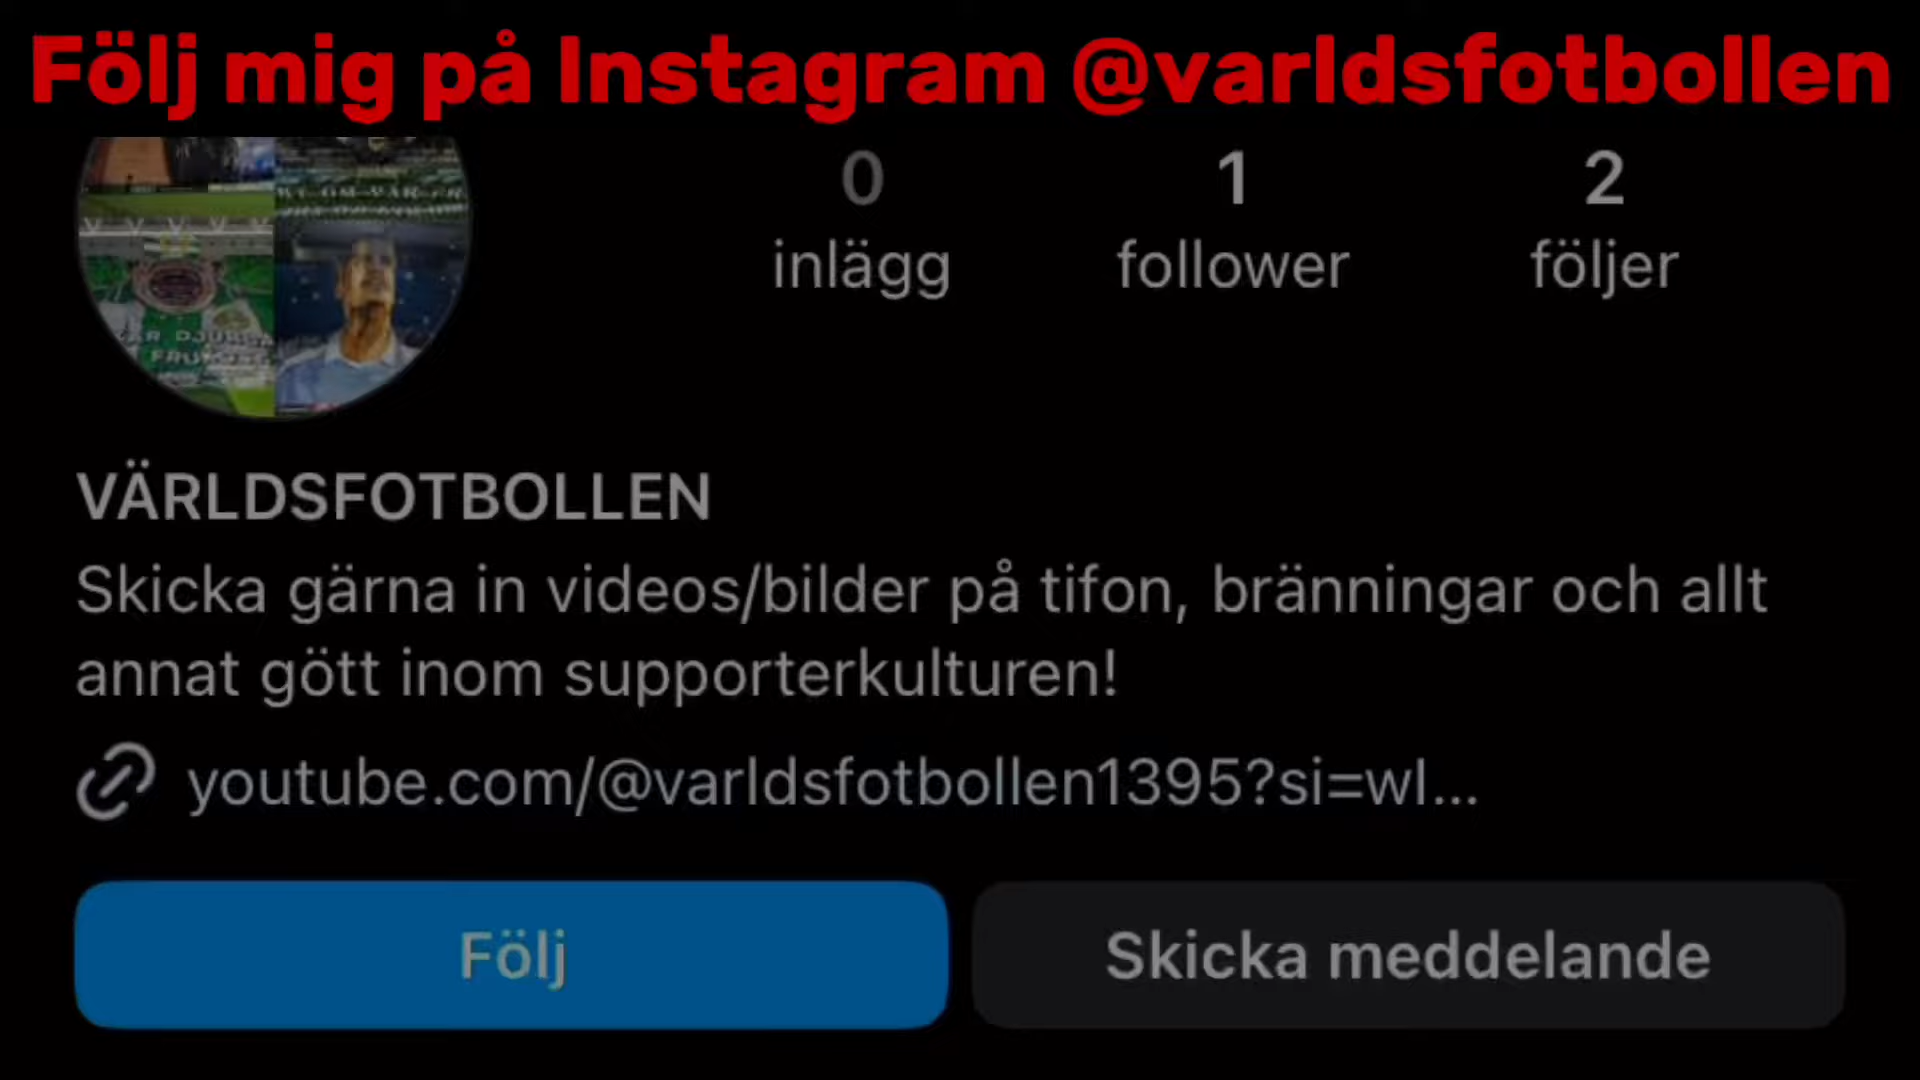 Följ mig på Instagram @varldsfotbollen
0
1
2
inlägg
follower
följer
VÄRLDSFOTBOLLEN
Skicka gärna in videos/bilder på tifon, bränningar och allt
annat gött inom supporterkulturen!
youtube.com/@varldsfotbollen1395?si=wl...
Följ
Skicka meddelande